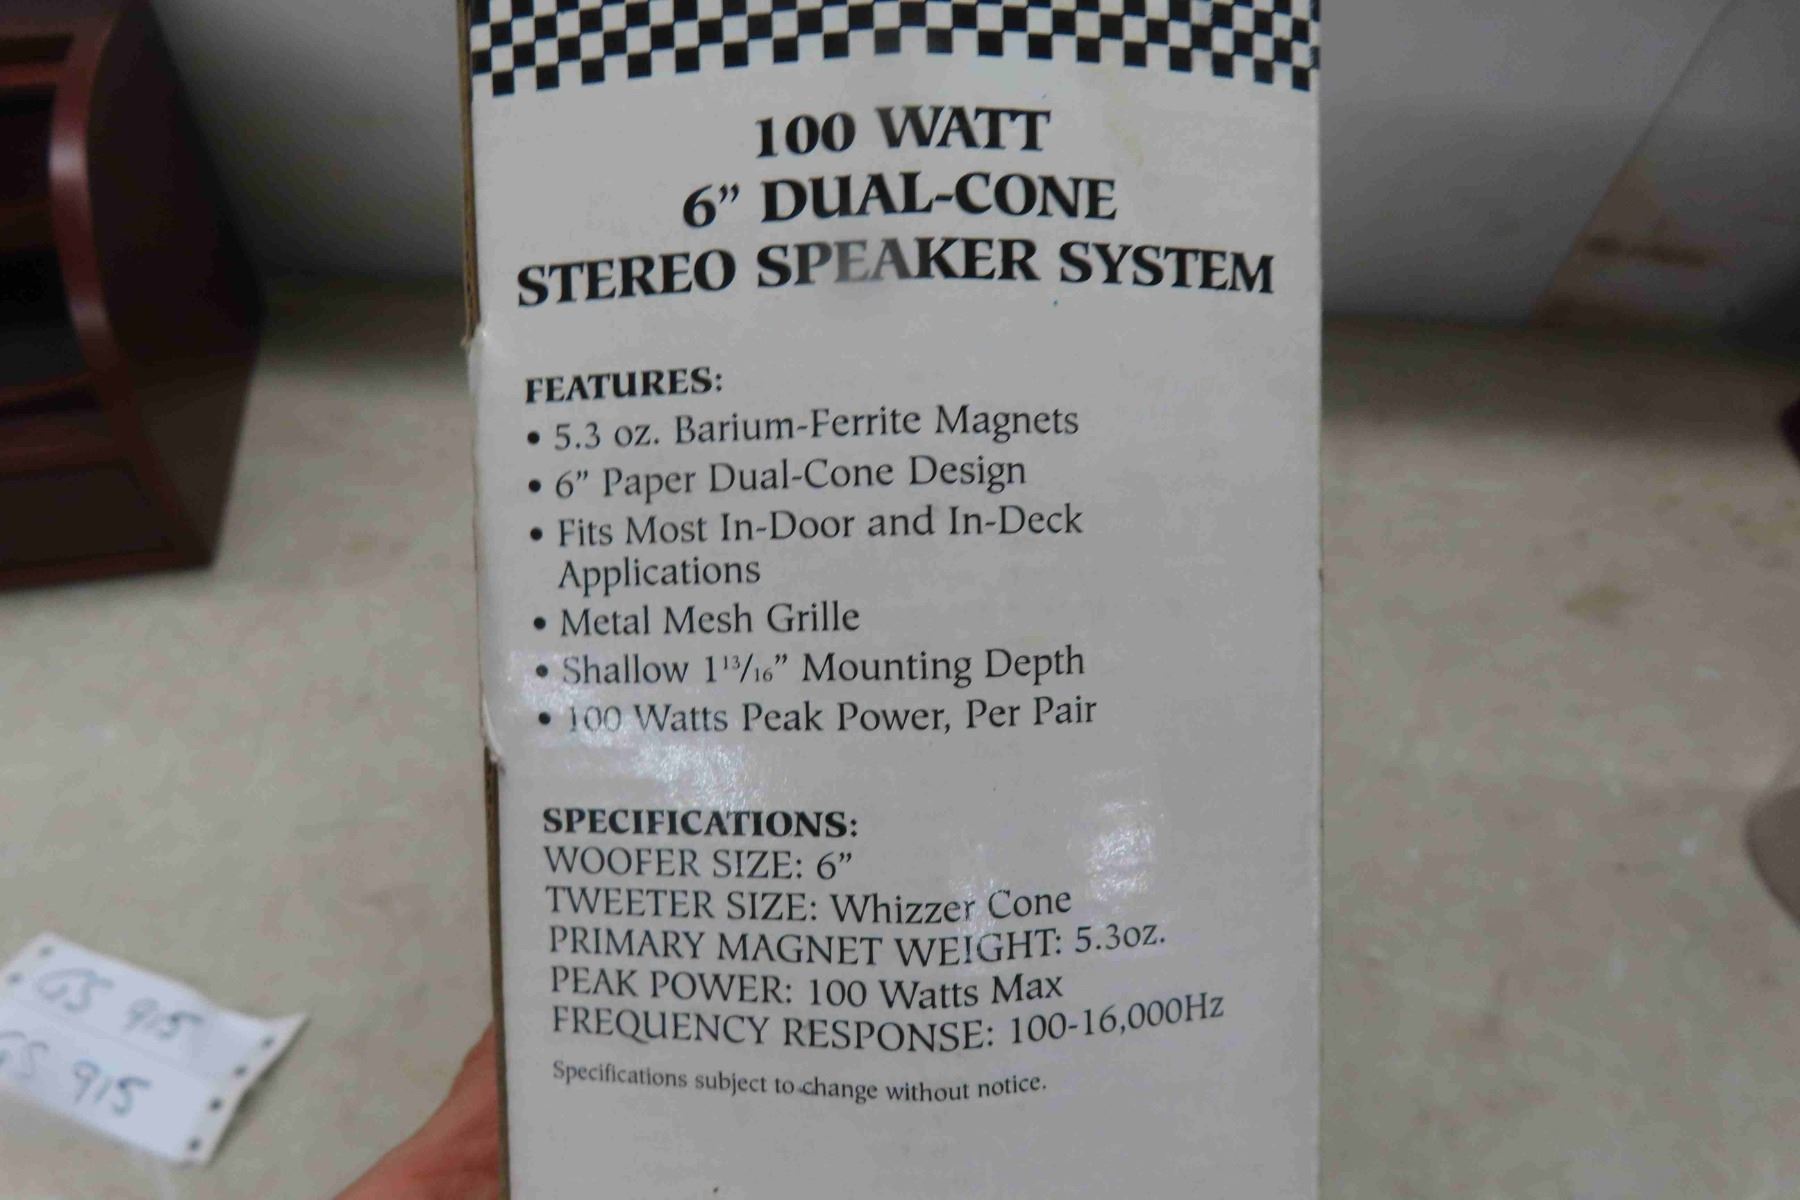 100 WATT
6” DUAL-CONE
STEREO SPEAKER SYSTEM
FEATURES:
• 5.3 oz. Barium-Ferrite Magnets
• 6” Paper Dual-Cone Design
• Fits Most In-Door and In-Deck
Applications
• Metal Mesh Grille
• Shallow 1 13/16” Mounting Depth
• 100 Watts Peak Power, Per Pair
SPECIFICATIONS:
WOOFER SIZE: 6”
TWEETER SIZE: Whizzer Cone
PRIMARY MAGNET WEIGHT: 5.3oz.
PEAK POWER: 100 Watts Max
FREQUENCY RESPONSE: 100-16,000Hz
Specifications subject to change without notice.
GS 915
GS 915